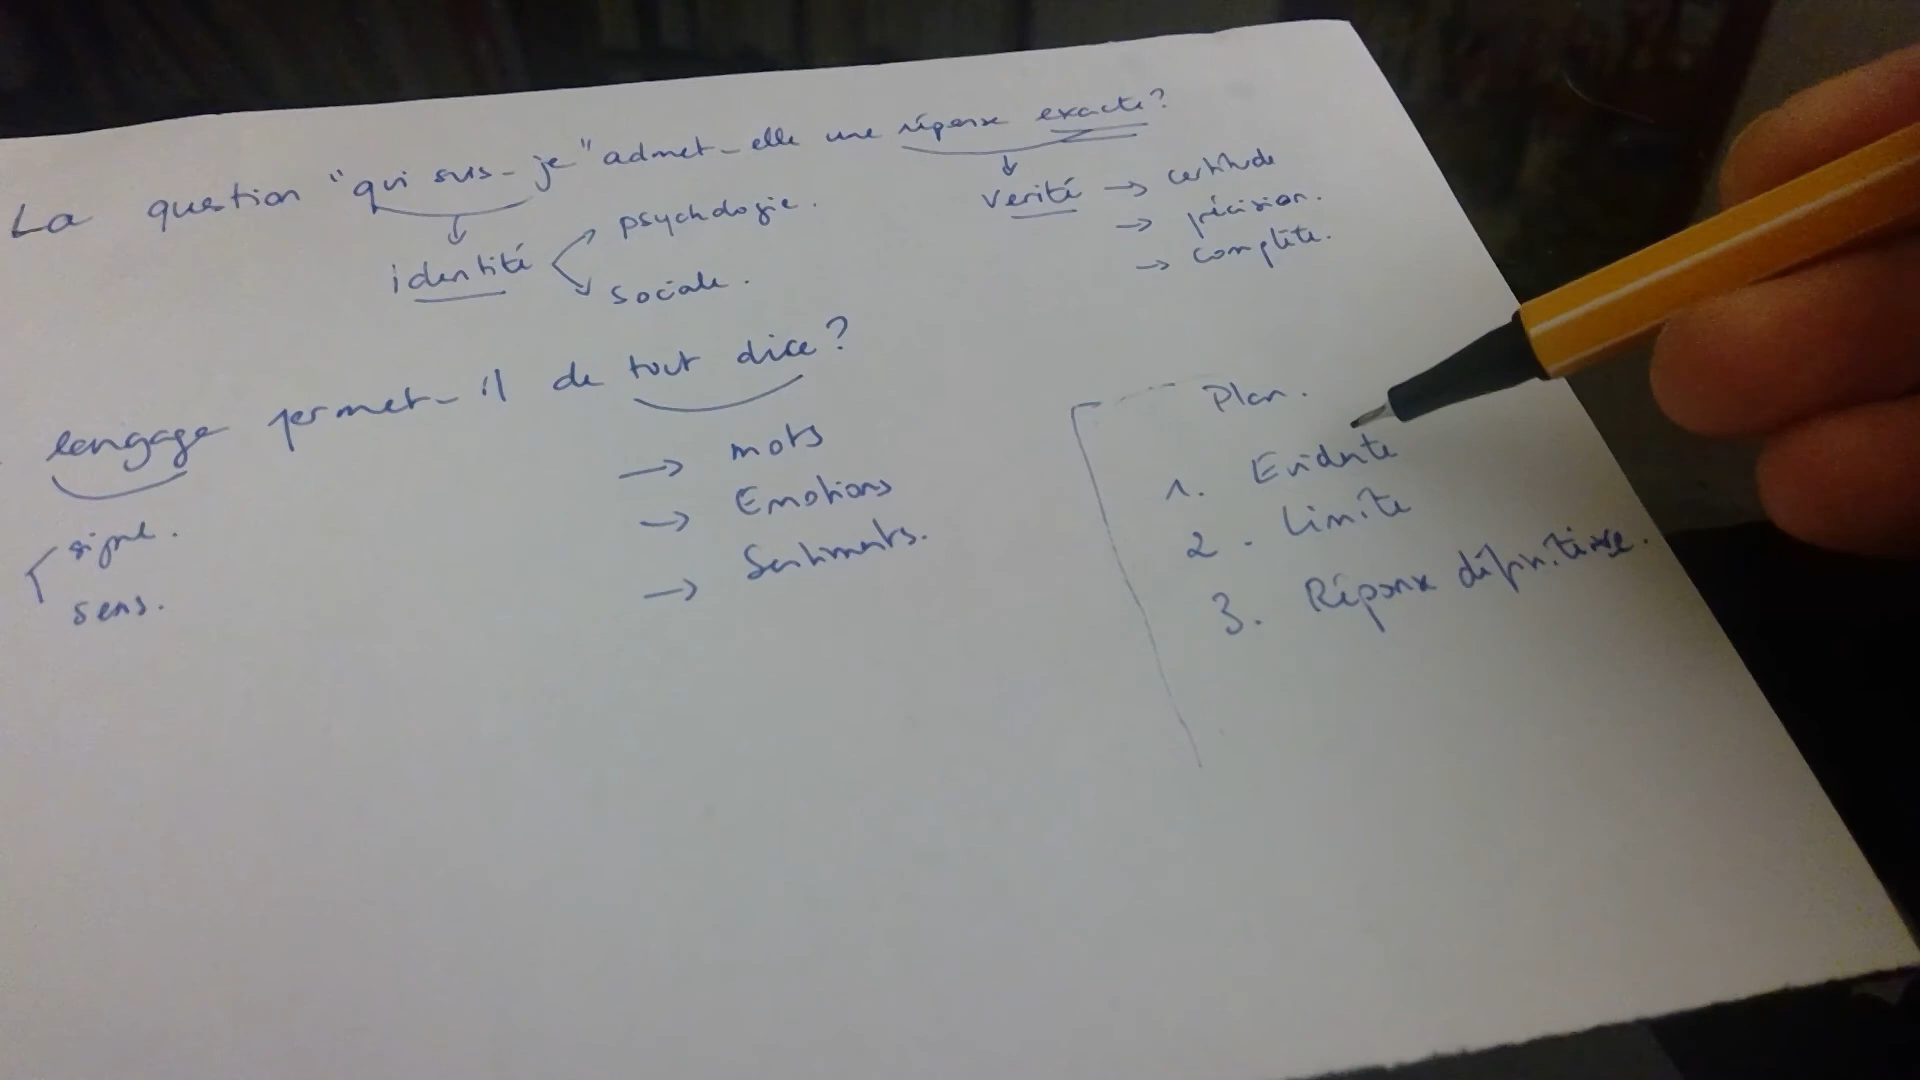 La question "qui suis-je" admet-elle une réponse exacte?
identité
psychologie.
sociale.
Vérité → certitude
→ précision.
→ complète.
langage permet-il de tout dire?
signe.
sens.
→ mots
→ Emotions
→ Sentiments.
Plan.
1. Evidente
2. Limite
3. Réponse définitive.